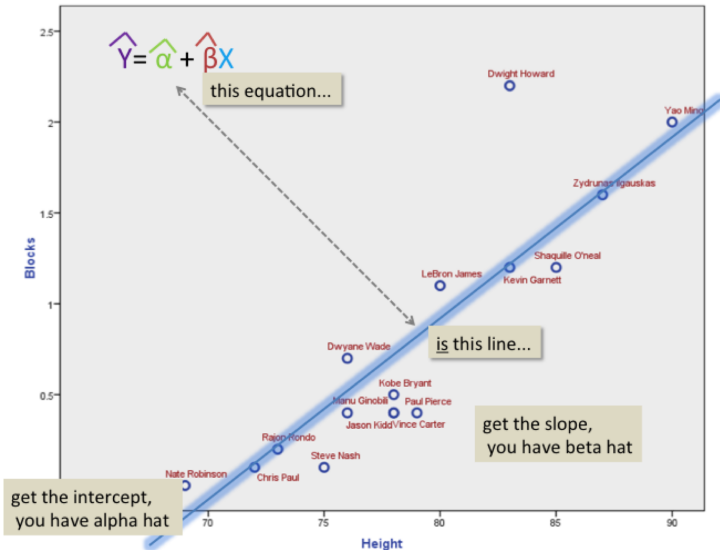 Ŷ = α̂ + β̂X
this equation...
2.5
Dwight Howard
Yao Ming
2
Zydrunas Ilgauskas
1.5
Blocks
Shaquille O'neal
LeBron James
Kevin Garnett
1
is this line...
Dwyane Wade
Kobe Bryant
0.5
Manu Ginobili
Paul Pierce
Jason Kidd
Vince Carter
get the slope,
you have beta hat
Rajon Rondo
Steve Nash
Nate Robinson
Chris Paul
get the intercept,
you have alpha hat
70
75
80
85
90
Height